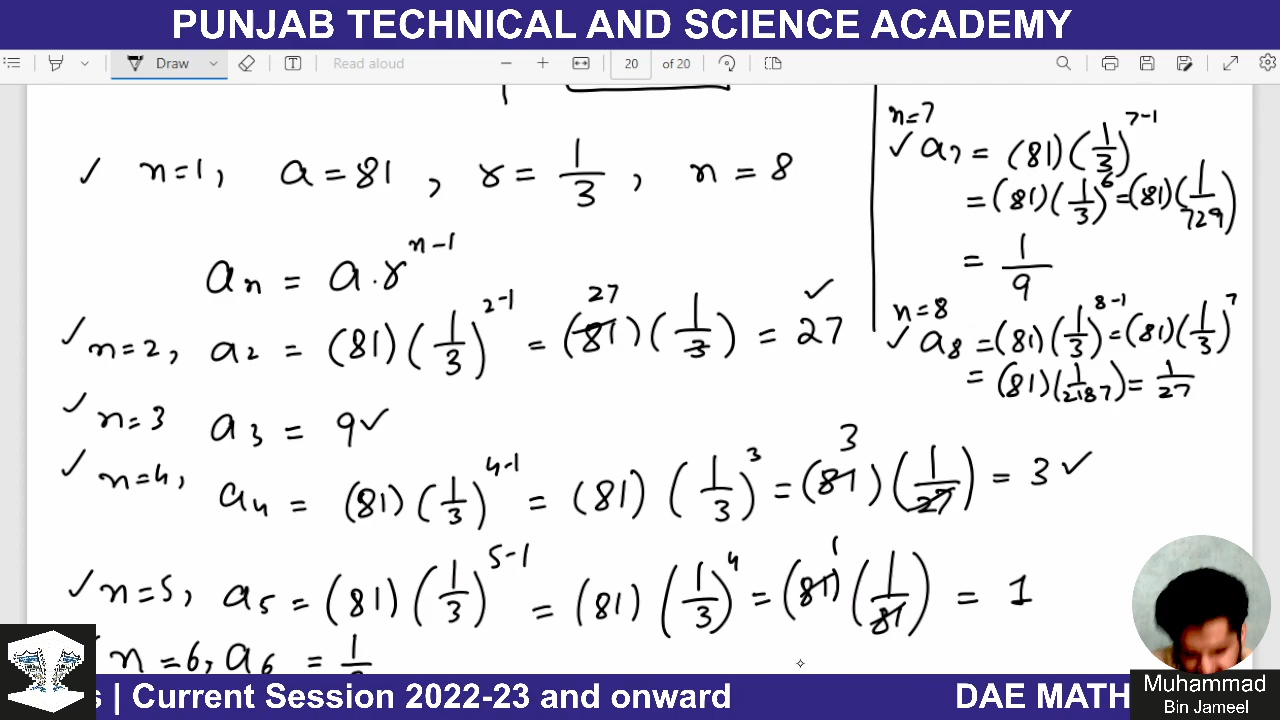 PUNJAB TECHNICAL AND SCIENCE ACADEMY
Draw
Read aloud
20 of 20
✓ n=1, a=81, r=1/3, n=8
aₙ = a·r^(n-1)
✓ n=2, a₂ = (81)(1/3)^(2-1) = (81)(1/3) = 27 ✓
27
✓ n=3 a₃ = 9 ✓
✓ n=4, a₄ = (81)(1/3)^(4-1) = (81)(1/3)^3 = (81)(1/27) = 3 ✓
3
✓ n=5, a₅ = (81)(1/3)^(5-1) = (81)(1/3)^4 = (81)(1/81) = 1
1
n=6, a₆ = 1/
n=7
✓ a₇ = (81)(1/3)^(7-1)
= (81)(1/3)^6 = (81)(1/729)
= 1/9
n=8
✓ a₈ = (81)(1/3)^(8-1) = (81)(1/3)^7
= (81)(1/2187) = 1/27
s | Current Session 2022-23 and onward
DAE MATH
Muhammad
Bin Jameel